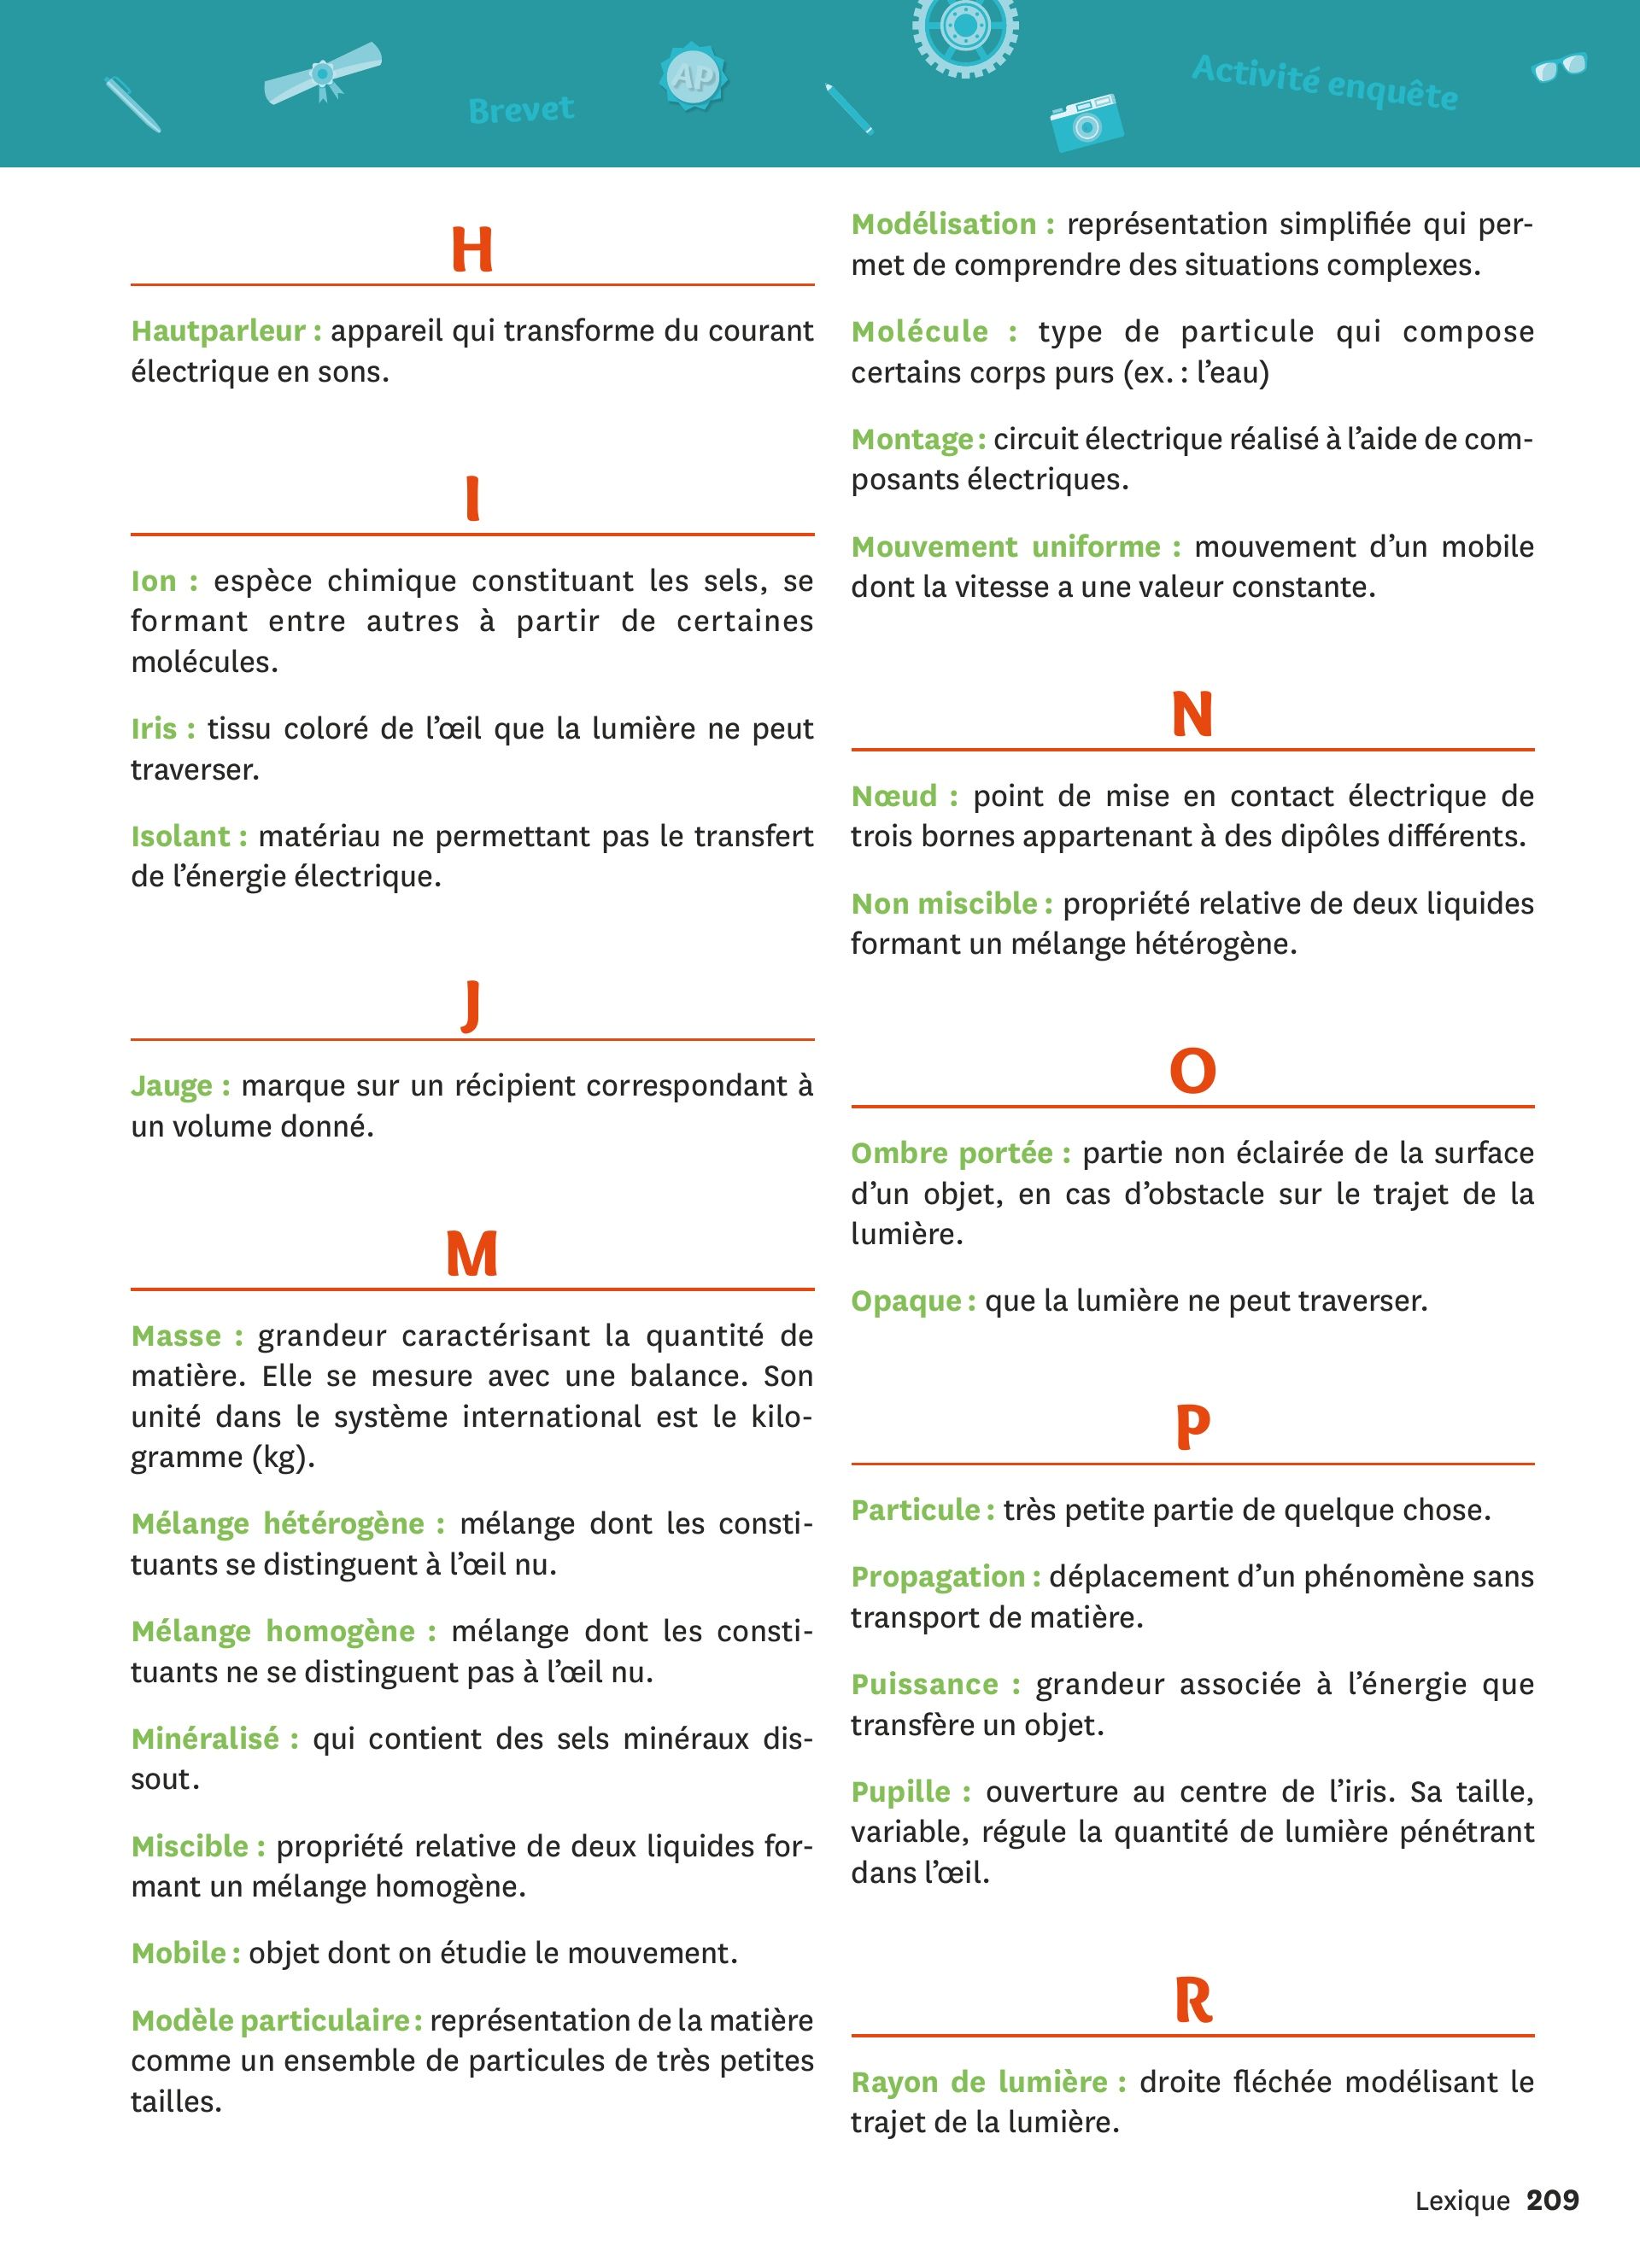 Brevet
AP
Activité enquête
H
Hautparleur : appareil qui transforme du courant
électrique en sons.
I
Ion : espèce chimique constituant les sels, se
formant entre autres à partir de certaines
molécules.
Iris : tissu coloré de l’œil que la lumière ne peut
traverser.
Isolant : matériau ne permettant pas le transfert
de l’énergie électrique.
J
Jauge : marque sur un récipient correspondant à
un volume donné.
M
Masse : grandeur caractérisant la quantité de
matière. Elle se mesure avec une balance. Son
unité dans le système international est le kilo-
gramme (kg).
Mélange hétérogène : mélange dont les consti-
tuants se distinguent à l’œil nu.
Mélange homogène : mélange dont les consti-
tuants ne se distinguent pas à l’œil nu.
Minéralisé : qui contient des sels minéraux dis-
sout.
Miscible : propriété relative de deux liquides for-
mant un mélange homogène.
Mobile : objet dont on étudie le mouvement.
Modèle particulaire : représentation de la matière
comme un ensemble de particules de très petites
tailles.
Modélisation : représentation simplifiée qui per-
met de comprendre des situations complexes.
Molécule : type de particule qui compose
certains corps purs (ex. : l’eau)
Montage : circuit électrique réalisé à l’aide de com-
posants électriques.
Mouvement uniforme : mouvement d’un mobile
dont la vitesse a une valeur constante.
N
Nœud : point de mise en contact électrique de
trois bornes appartenant à des dipôles différents.
Non miscible : propriété relative de deux liquides
formant un mélange hétérogène.
O
Ombre portée : partie non éclairée de la surface
d’un objet, en cas d’obstacle sur le trajet de la
lumière.
Opaque : que la lumière ne peut traverser.
P
Particule : très petite partie de quelque chose.
Propagation : déplacement d’un phénomène sans
transport de matière.
Puissance : grandeur associée à l’énergie que
transfère un objet.
Pupille : ouverture au centre de l’iris. Sa taille,
variable, régule la quantité de lumière pénétrant
dans l’œil.
R
Rayon de lumière : droite fléchée modélisant le
trajet de la lumière.
Lexique 209